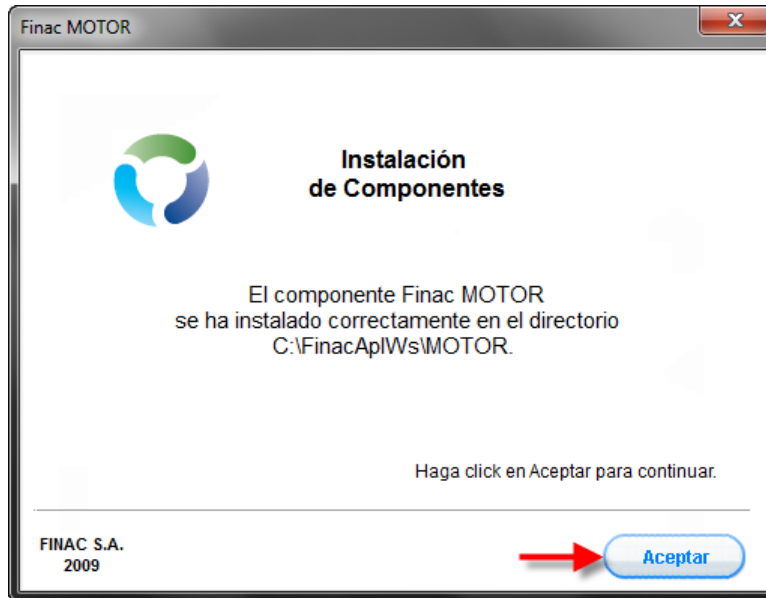 Finac MOTOR
Instalación
de Componentes
El componente Finac MOTOR
se ha instalado correctamente en el directorio
C:\FinacAplWs\MOTOR.
Haga click en Aceptar para continuar.
FINAC S.A.
2009
Aceptar